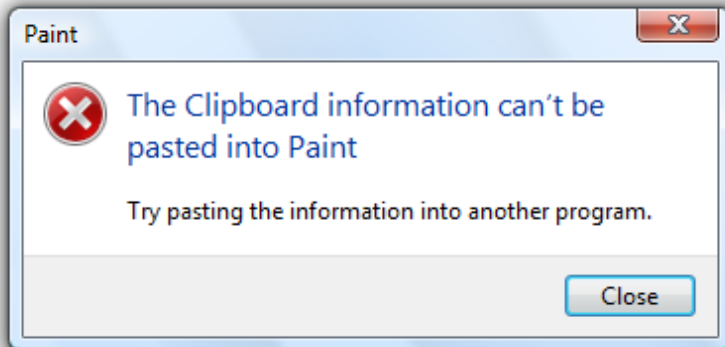 Paint
The Clipboard information can't be
pasted into Paint
Try pasting the information into another program.
Close